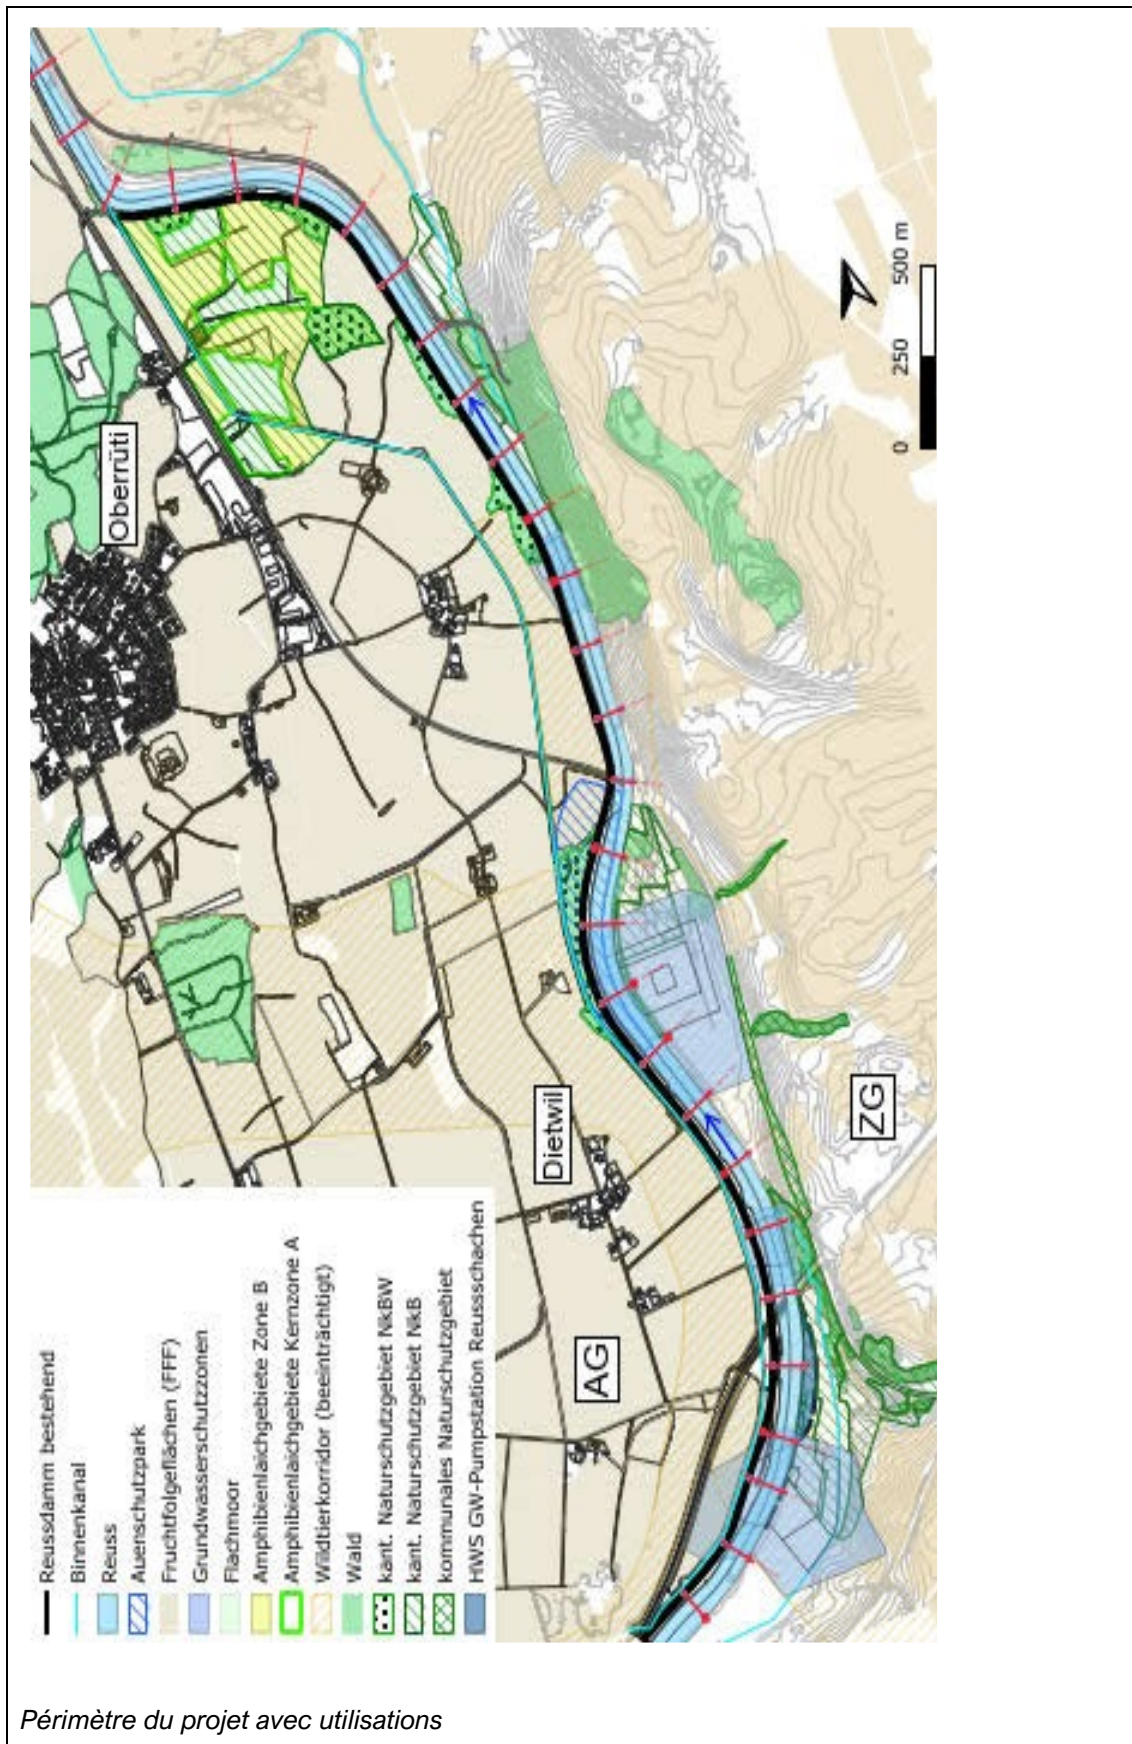 Reussdamm bestehend
Binnenkanal
Reuss
Auenschutzpark
Fruchtfolgeflächen (FFF)
Grundwasserschutzzonen
Flachmoor
Amphibienlaichgebiete Zone B
Amphibienlaichgebiete Kernzone A
Wildtierkorridor (beeinträchtigt)
Wald
kant. Naturschutzgebiet NkBW
kant. Naturschutzgebiet NkB
kommunales Naturschutzgebiet
HWS GW-Pumpstation Reussschachen
AG
Dietwil
ZG
Oberrüti
0 250 500 m
Périmètre du projet avec utilisations